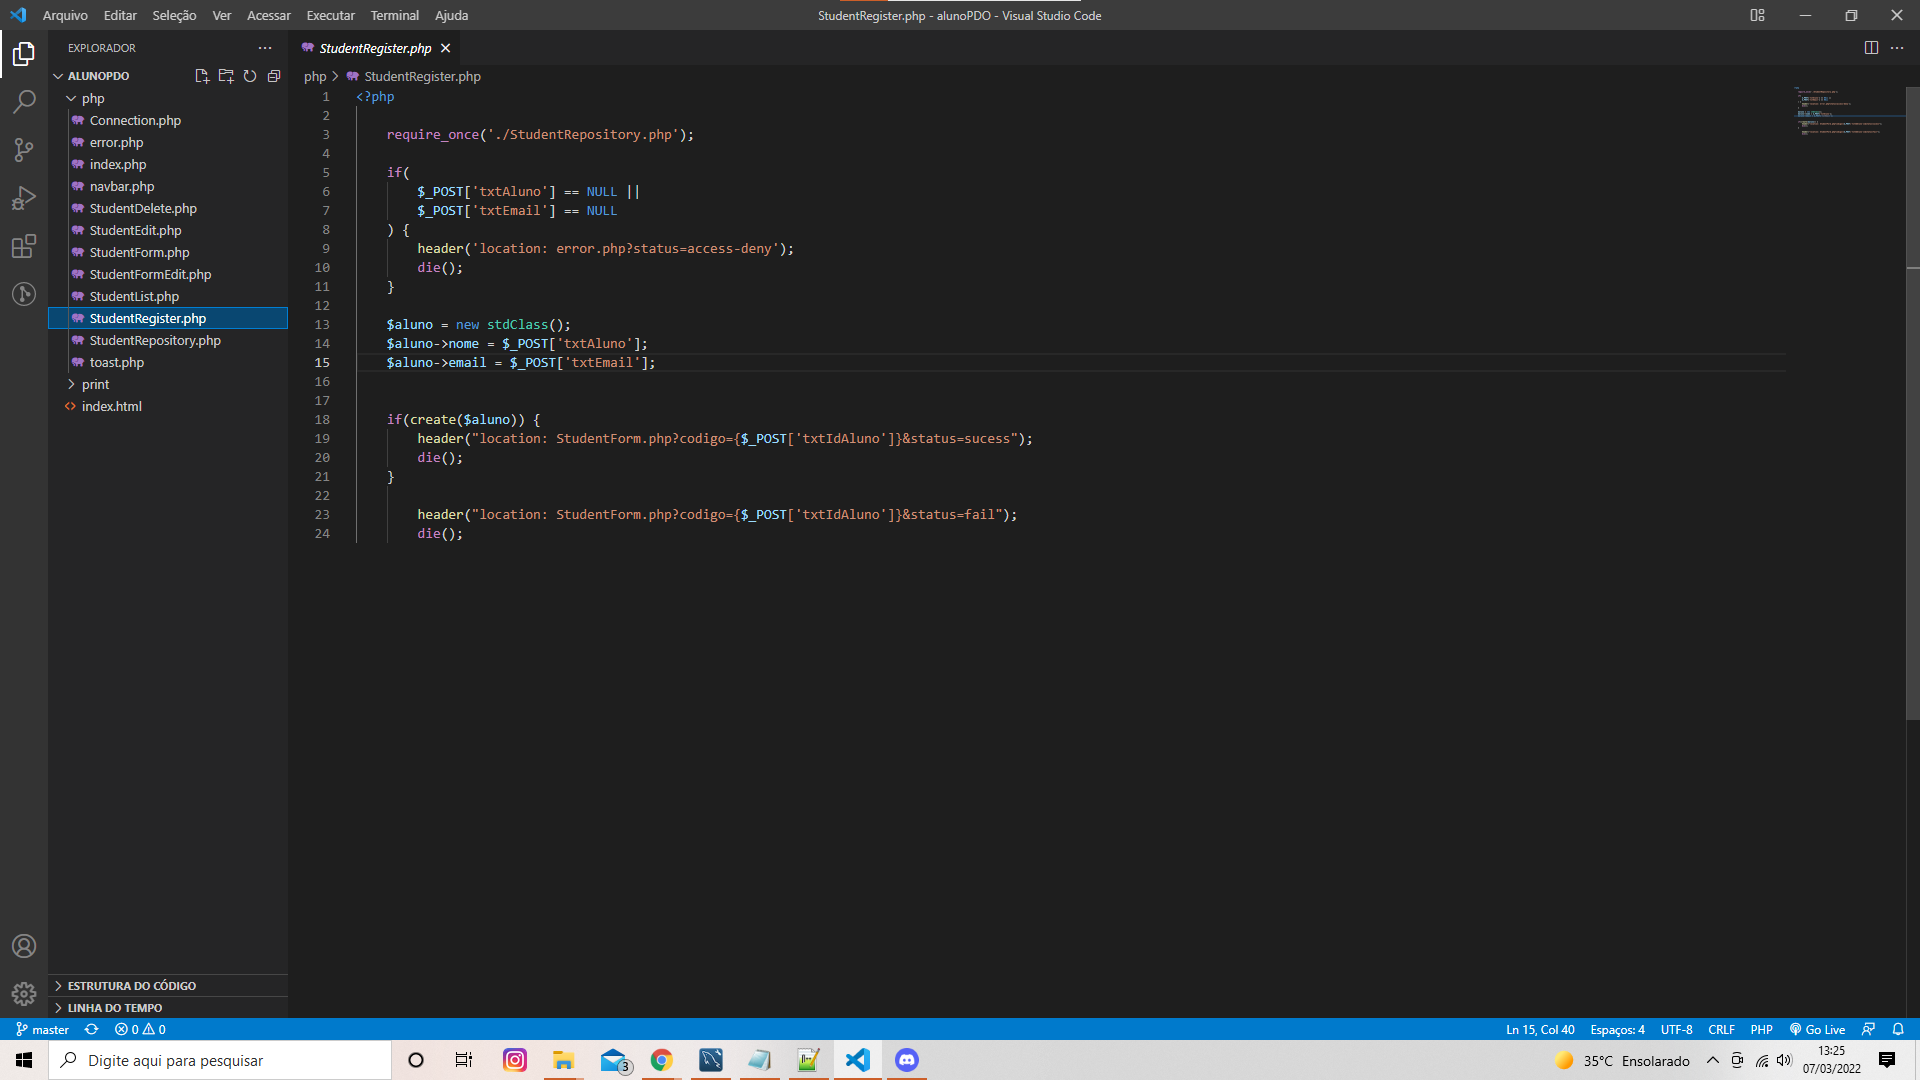 Arquivo Editar Seleção Ver Acessar Executar Terminal Ajuda
StudentRegister.php - alunoPDO - Visual Studio Code
EXPLORADOR
ALUNOPDO
php
Connection.php
error.php
index.php
navbar.php
StudentDelete.php
StudentEdit.php
StudentForm.php
StudentFormEdit.php
StudentList.php
StudentRegister.php
StudentRepository.php
toast.php
print
index.html
ESTRUTURA DO CÓDIGO
LINHA DO TEMPO
StudentRegister.php
php > StudentRegister.php
1 <?php
2
3 require_once('./StudentRepository.php');
4
5 if(
6 $_POST['txtAluno'] == NULL ||
7 $_POST['txtEmail'] == NULL
8 ) {
9 header('location: error.php?status=access-deny');
10 die();
11 }
12
13 $aluno = new stdClass();
14 $aluno->nome = $_POST['txtAluno'];
15 $aluno->email = $_POST['txtEmail'];
16
17
18 if(create($aluno)) {
19 header("location: StudentForm.php?codigo={$_POST['txtIdAluno']}&status=sucess");
20 die();
21 }
22
23 header("location: StudentForm.php?codigo={$_POST['txtIdAluno']}&status=fail");
24 die();
master 0 0
Ln 15, Col 40 Espaços: 4 UTF-8 CRLF PHP Go Live
Digite aqui para pesquisar
3
35°C Ensolarado
13:25
07/03/2022